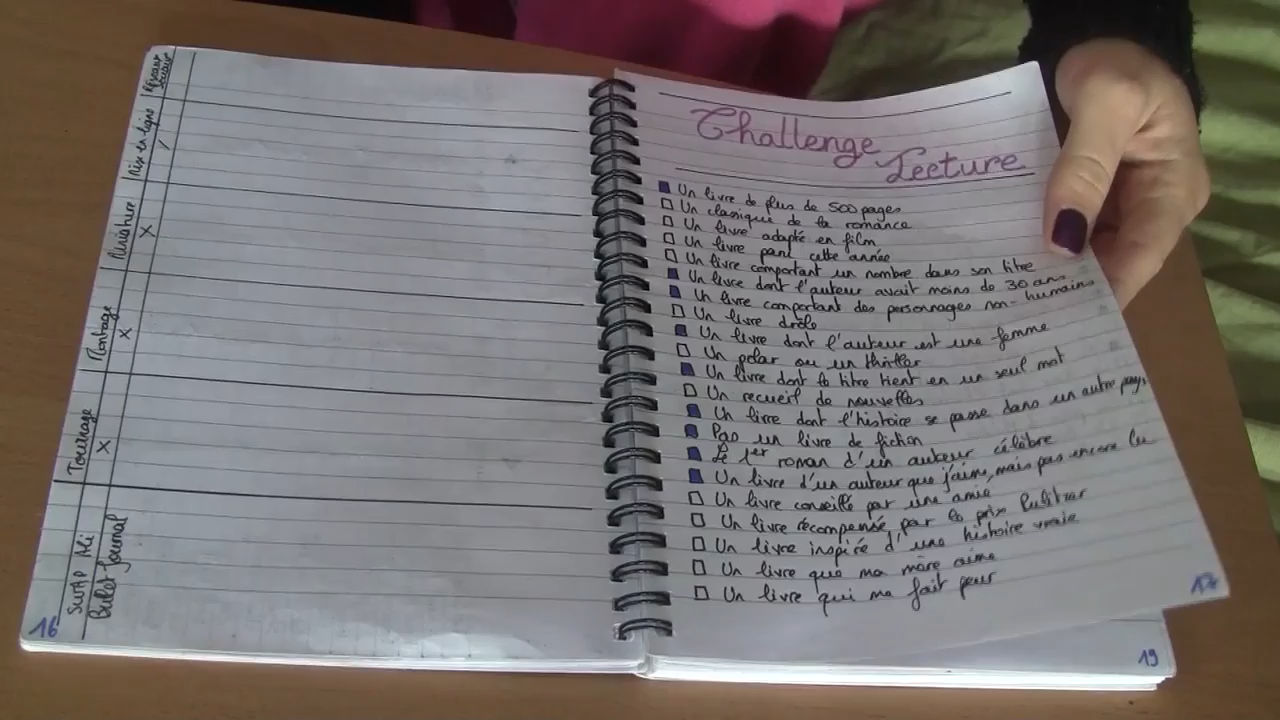 Tournage
Montage
Miniature
Mix en ligne
Réseaux
Sociaux
SWAP Ali
Bullet Journal
X
X
X
/
16
Challenge
Lecture
Un livre de plus de 500 pages
Un classique de la romance
Un livre adapté en film
Un livre paru cette année
Un livre comportant un nombre dans son titre
Un livre dont l'auteur avait moins de 30 ans
Un livre comportant des personnages non-humains
Un livre drôle
Un livre dont l'auteur est une femme
Un polar ou un thriller
Un livre dont le titre tient en un seul mot
Un recueil de nouvelles
Un livre dont l'histoire se passe dans un autre pays
Pas un livre de fiction
Le 1er roman d'un auteur célèbre
Un livre d'un auteur que j'aime, mais pas encore lu
Un livre conseillé par une amie
Un livre récompensé par le prix Pulitzer
Un livre inspiré d'une histoire vraie
Un livre que ma mère aime
Un livre qui me fait peur
17
19